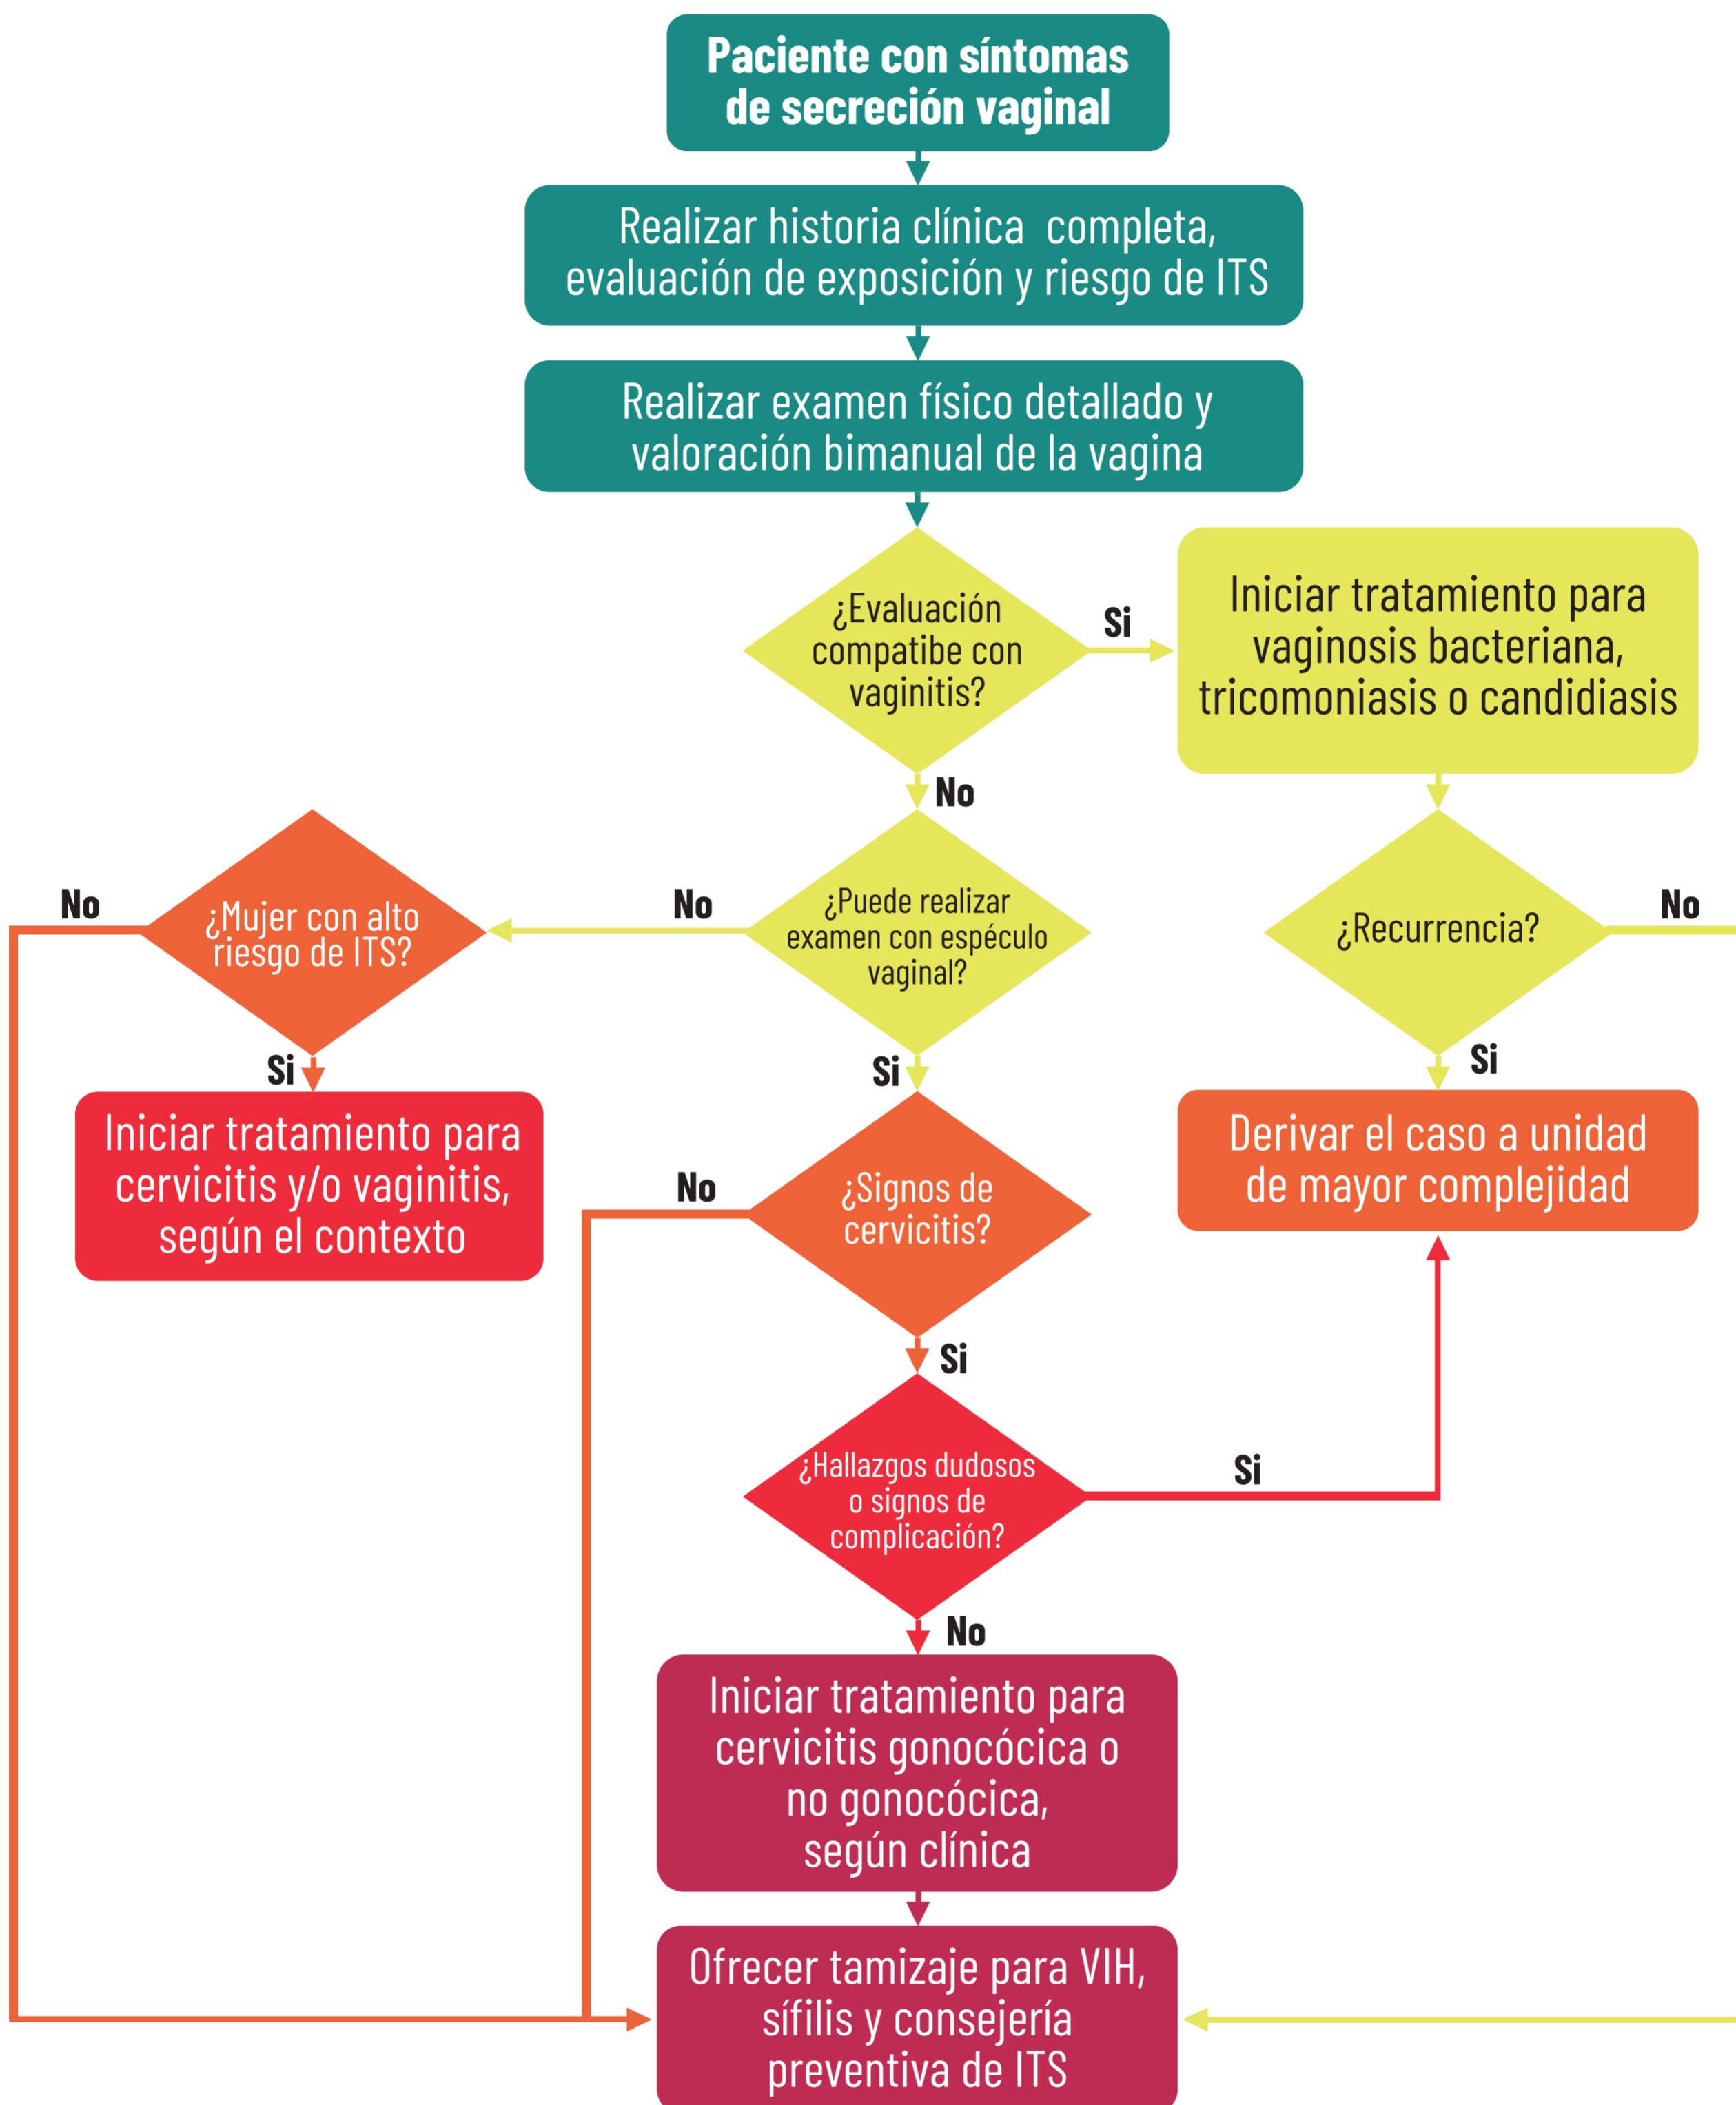 Paciente con síntomas
de secreción vaginal
Realizar historia clínica completa,
evaluación de exposición y riesgo de ITS
Realizar examen físico detallado y
valoración bimanual de la vagina
¿Evaluación
compatibe con
vaginitis?
Si
Iniciar tratamiento para
vaginosis bacteriana,
tricomoniasis o candidiasis
No
No
¿Mujer con alto
riesgo de ITS?
No
¿Puede realizar
examen con espéculo
vaginal?
¿Recurrencia?
No
Si
Si
Si
Iniciar tratamiento para
cervicitis y/o vaginitis,
según el contexto
No
¿Signos de
cervicitis?
Derivar el caso a unidad
de mayor complejidad
Si
¿Hallazgos dudosos
o signos de
complicación?
Si
No
Iniciar tratamiento para
cervicitis gonocócica o
no gonocócica,
según clínica
Ofrecer tamizaje para VIH,
sífilis y consejería
preventiva de ITS